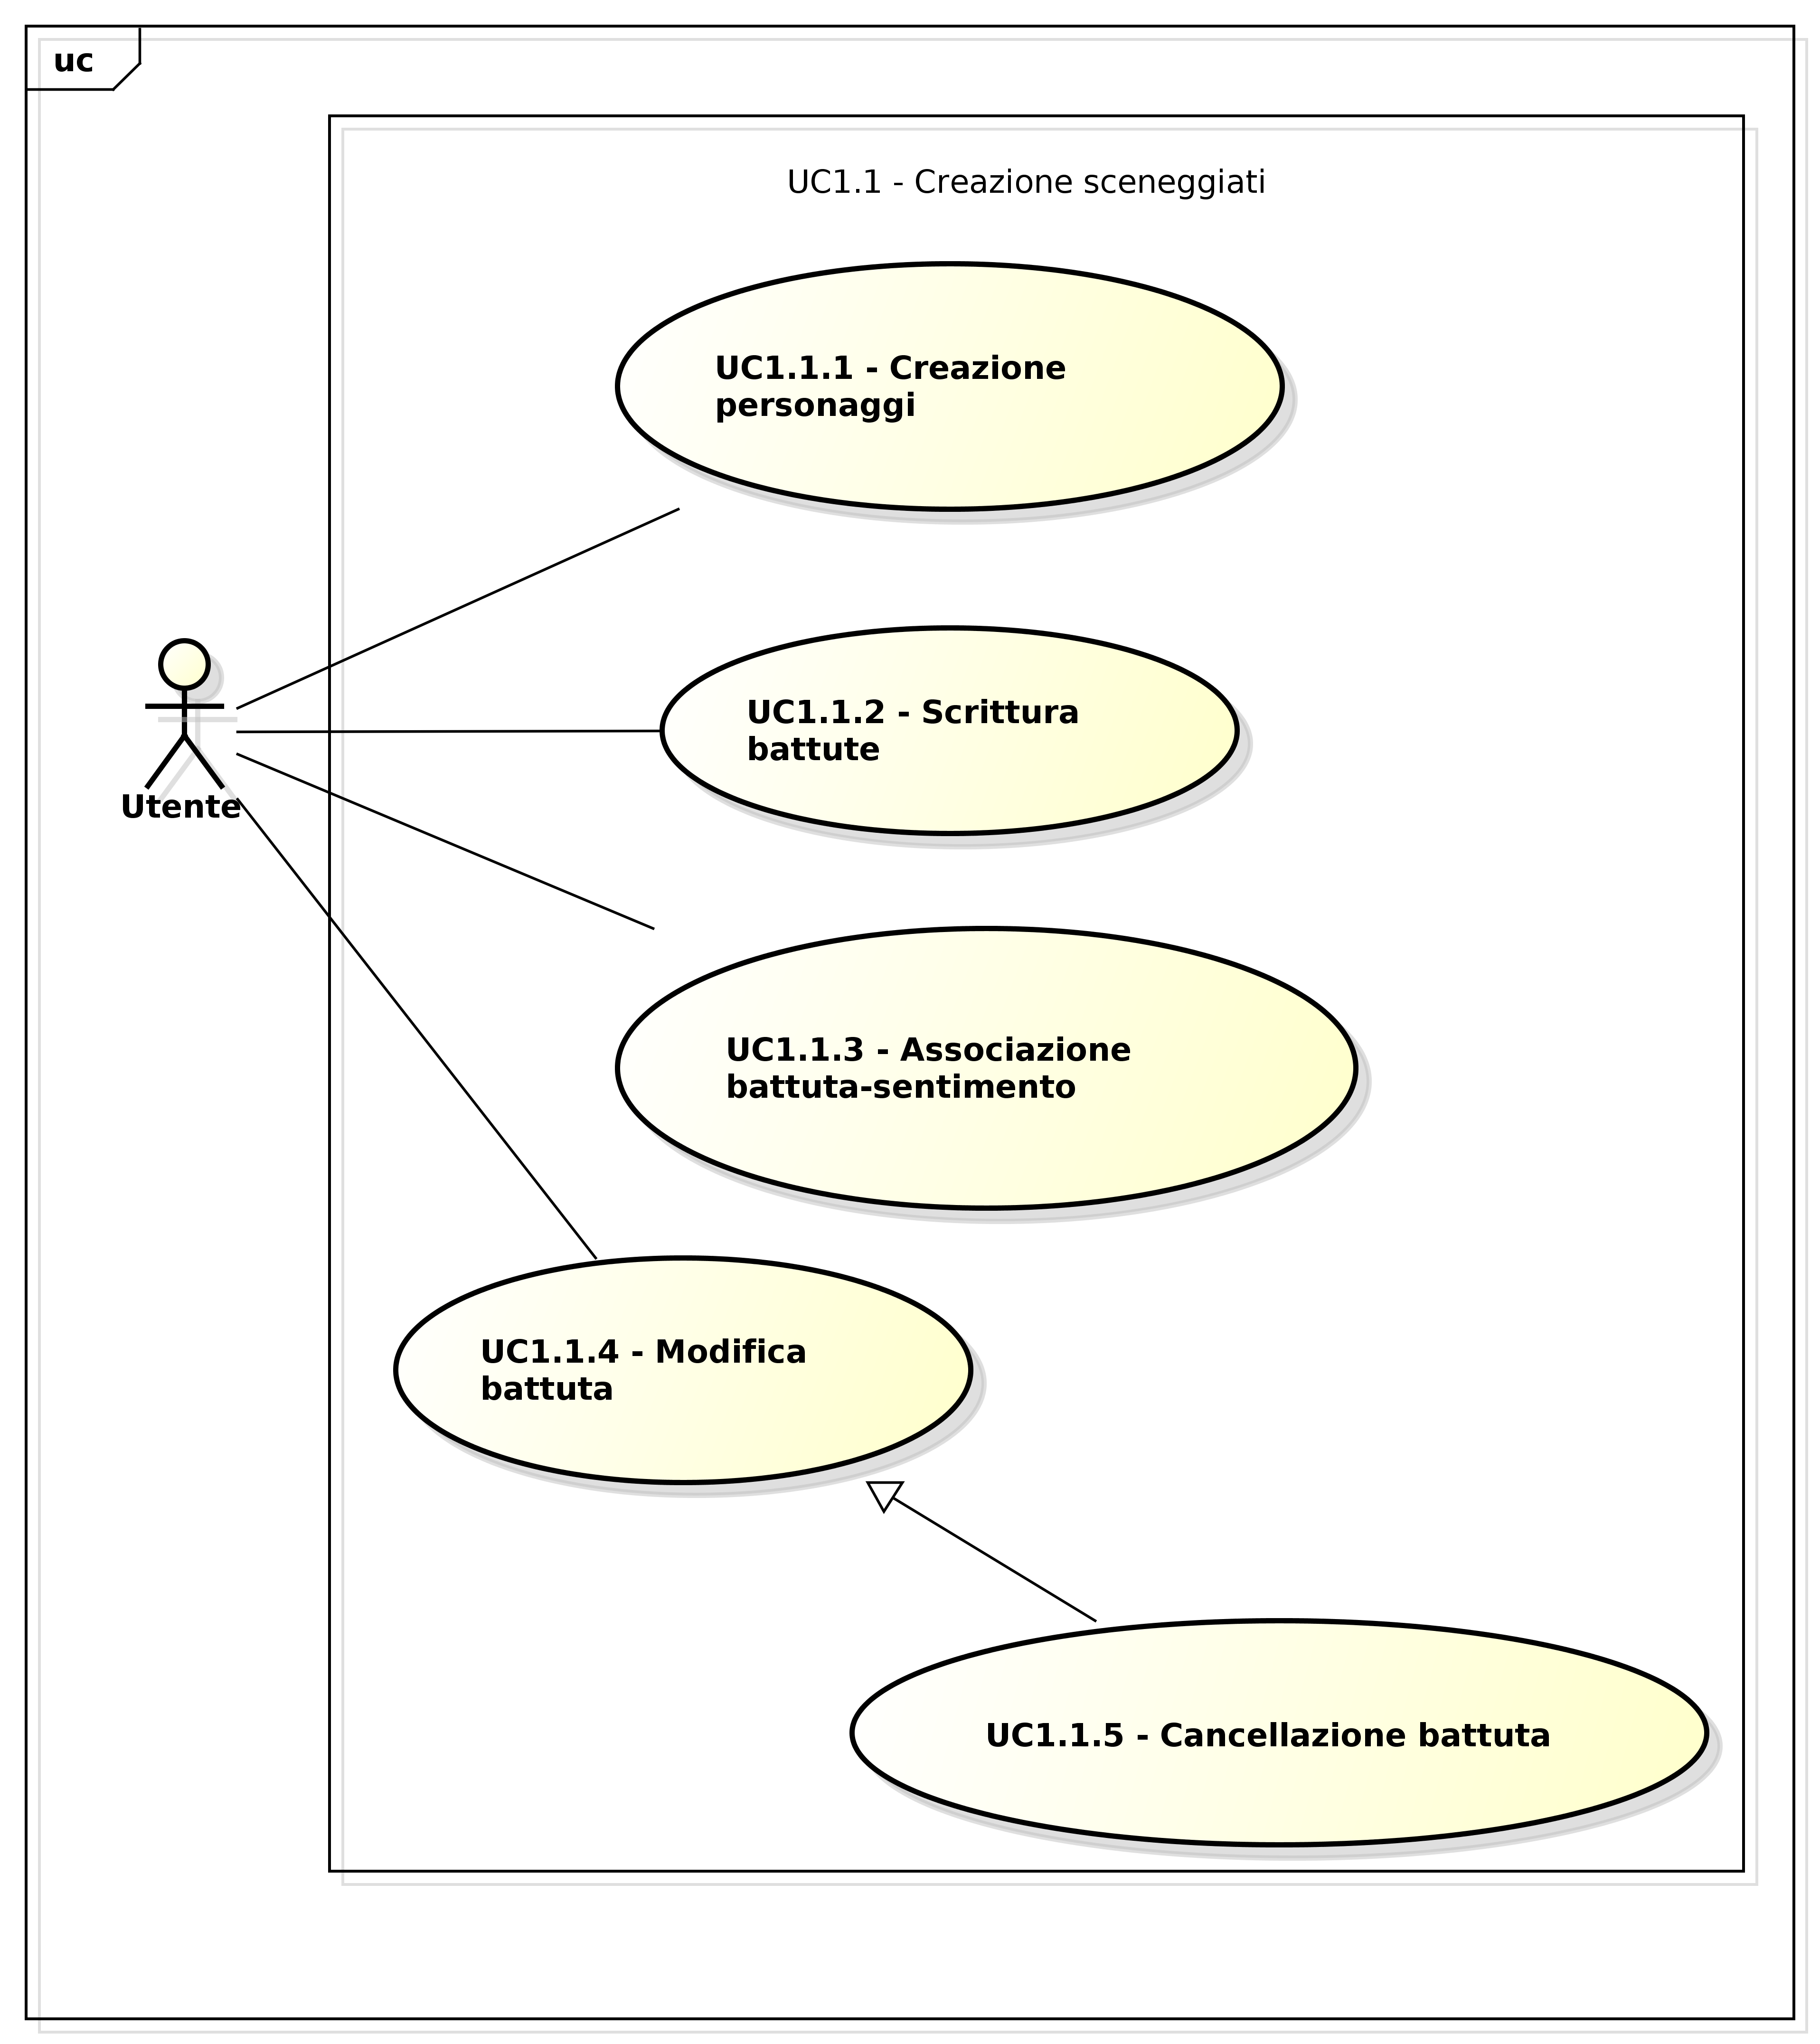 uc
UC1.1 - Creazione sceneggiati
UC1.1.1 - Creazione
personaggi
UC1.1.2 - Scrittura
battute
Utente
UC1.1.3 - Associazione
battuta-sentimento
UC1.1.4 - Modifica
battuta
UC1.1.5 - Cancellazione battuta